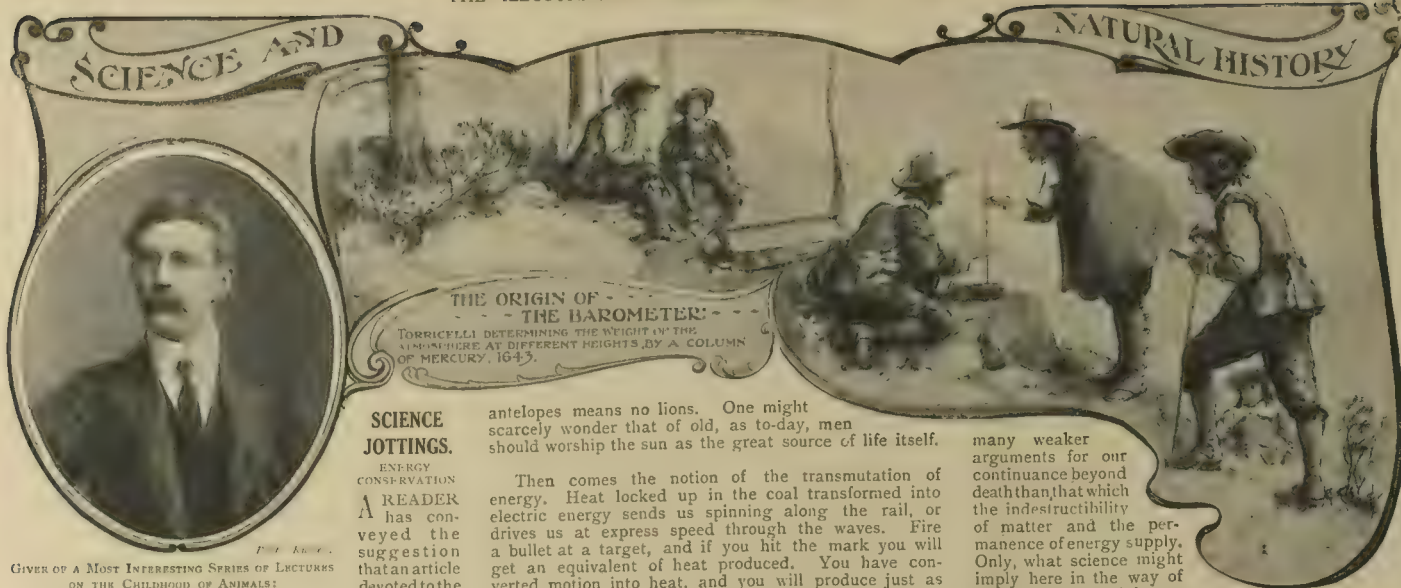 SCIENCE AND
NATURAL HISTORY
THE ORIGIN OF - - - -
- - - THE BAROMETER: - - -
TORRICELLI DETERMINING THE WEIGHT OF THE
ATMOSPHERE AT DIFFERENT HEIGHTS, BY A COLUMN
OF MERCURY, 1643.
GIVER OF A MOST INTERESTING SERIES OF LECTURES
ON THE CHILDHOOD OF ANIMALS:
SCIENCE
JOTTINGS.
ENERGY
CONSERVATION
A READER
has con-
veyed the
suggestion
that an article
devoted to the
antelopes means no lions. One might
scarcely wonder that of old, as to-day, men
should worship the sun as the great source of life itself.
Then comes the notion of the transmutation of
energy. Heat locked up in the coal transformed into
electric energy sends us spinning along the rail, or
drives us at express speed through the waves. Fire
a bullet at a target, and if you hit the mark you will
get an equivalent of heat produced. You have con-
verted motion into heat, and you will produce just as
many weaker
arguments for our
continuance beyond
death than that which
the indestructibility
of matter and the per-
manence of energy supply.
Only, what science might
imply here in the way of